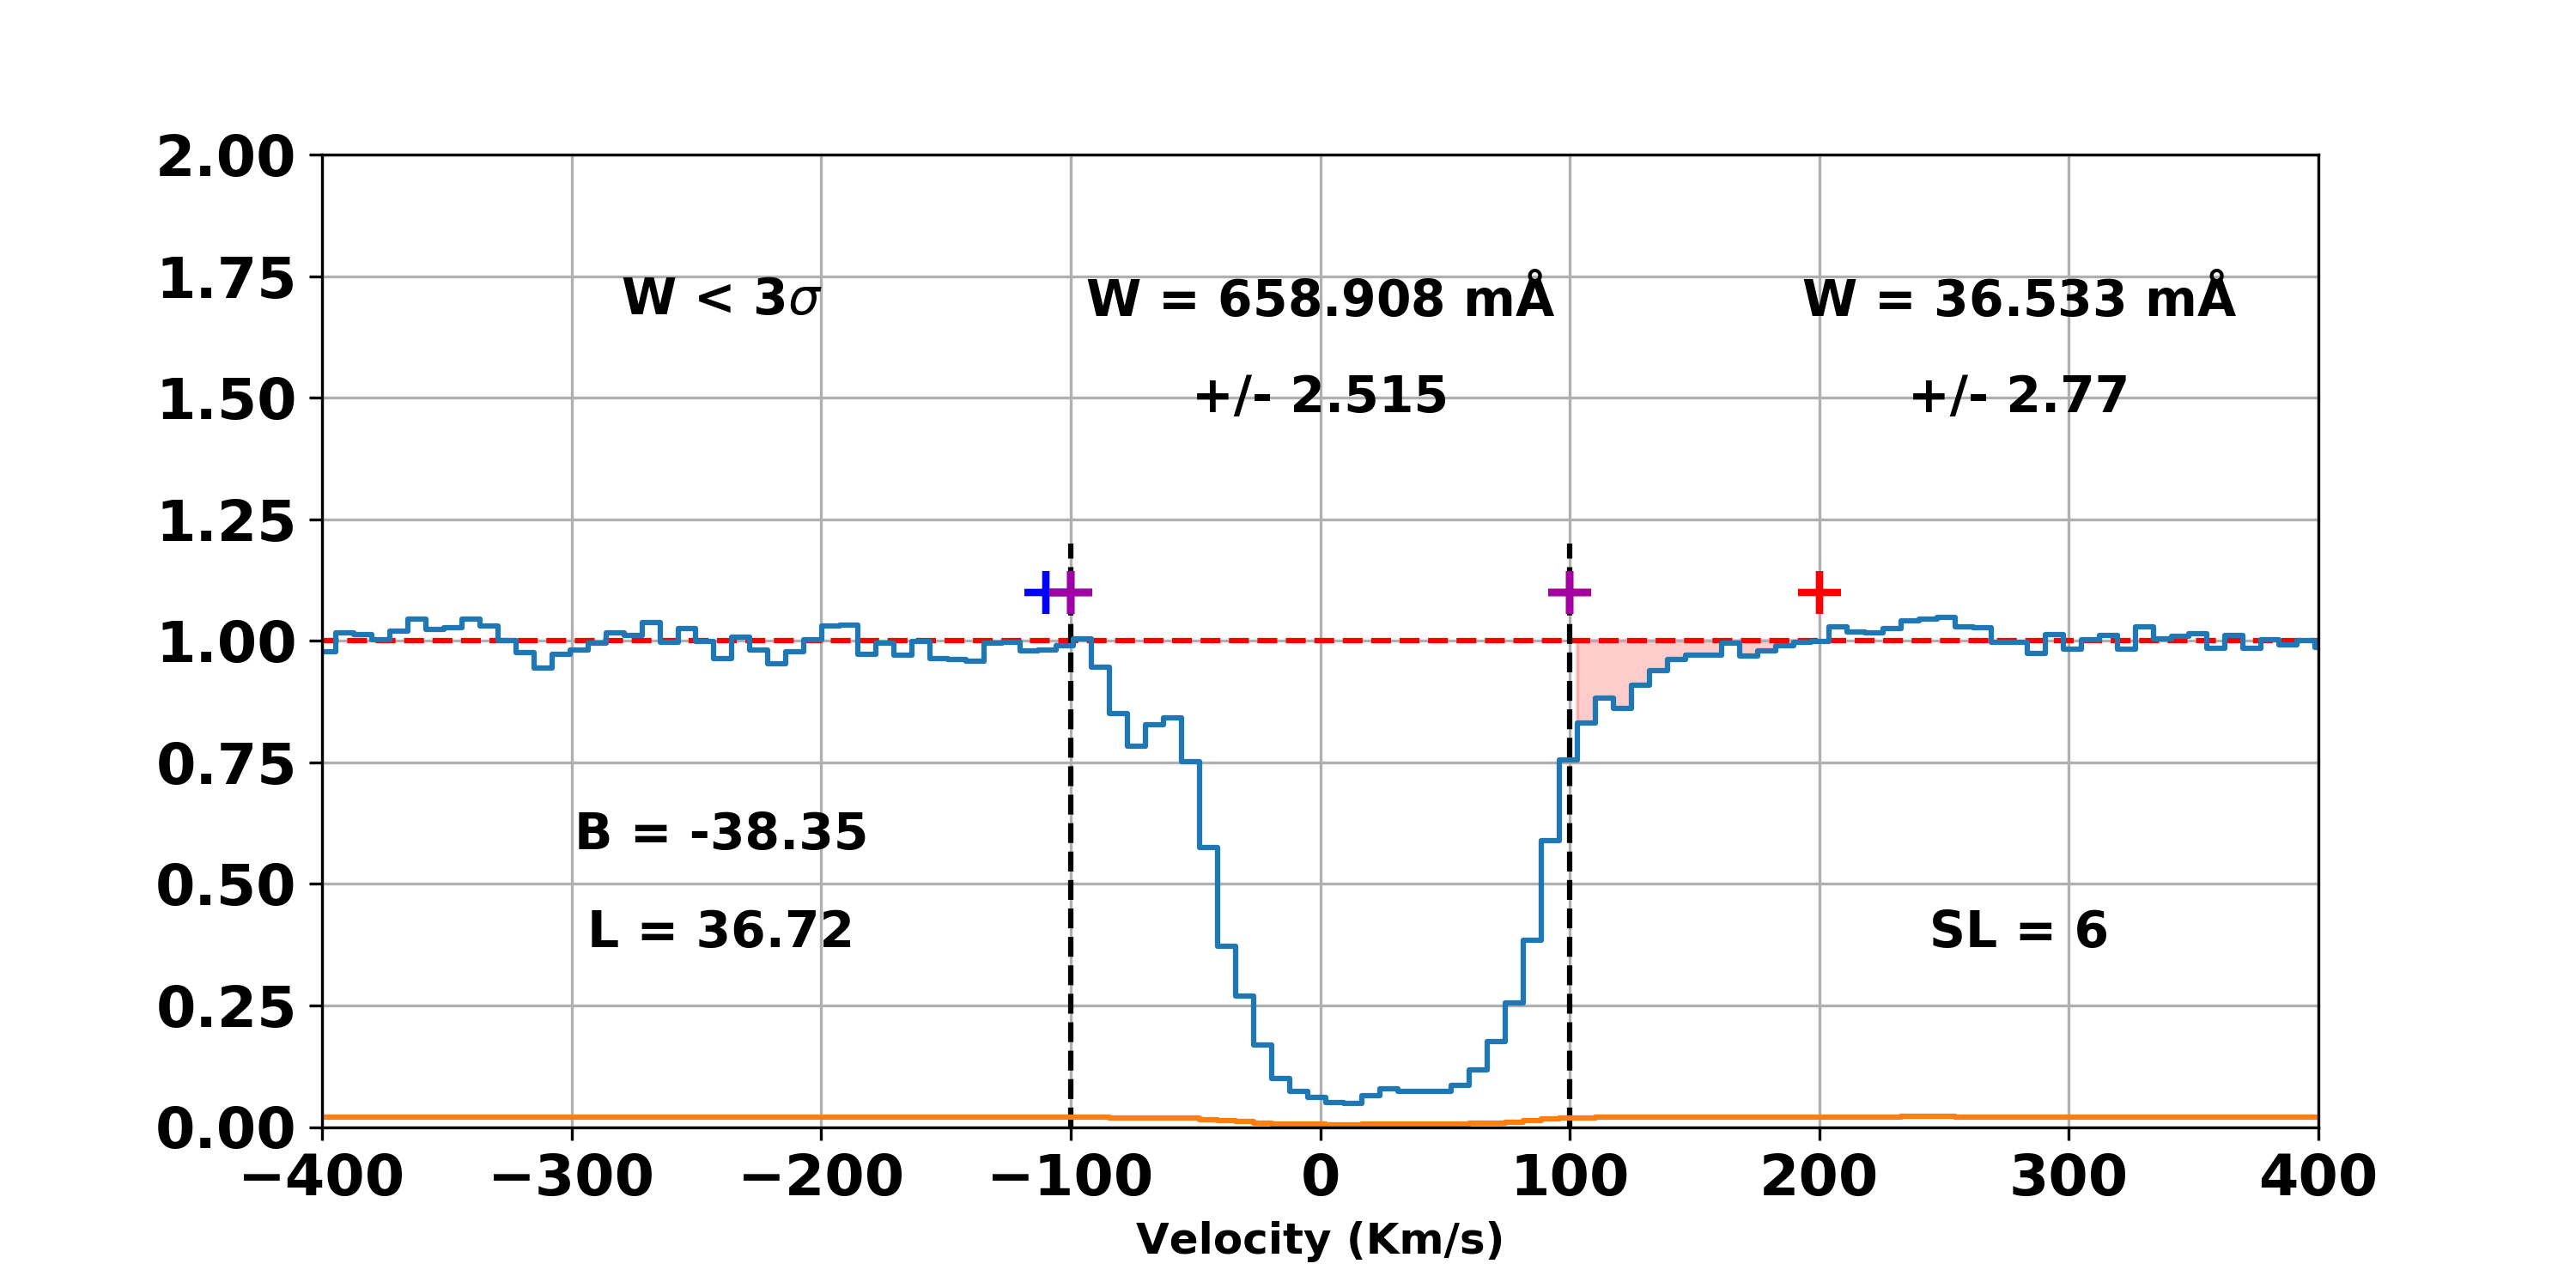 2.00
1.75
W < 3σ
W = 658.908 mÅ
W = 36.533 mÅ
1.50
+/- 2.515
+/- 2.77
1.25
1.00
0.75
B = -38.35
0.50
L = 36.72
SL = 6
0.25
0.00
−400 −300 −200 −100 0 100 200 300 400
Velocity (Km/s)